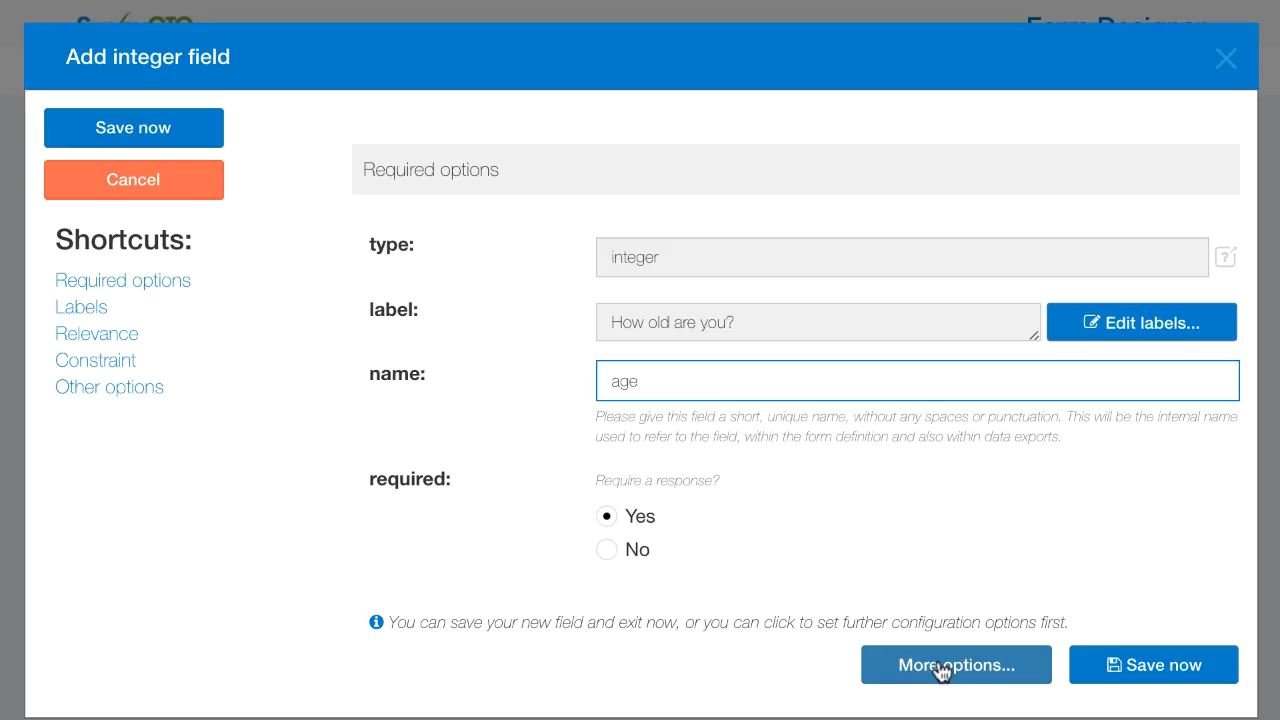 Form Designer
Add integer field
Save now
Cancel
Shortcuts:
Required options
Labels
Relevance
Constraint
Other options
Required options
type:
integer
label:
How old are you?
Edit labels...
name:
age
Please give this field a short, unique name, without any spaces or punctuation. This will be the internal name
used to refer to the field, within the form definition and also within data exports.
required:
Require a response?
Yes
No
You can save your new field and exit now, or you can click to set further configuration options first.
More options...
Save now